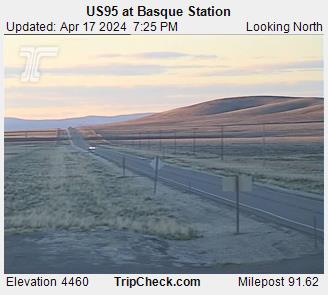 US95 at Basque Station
Updated: Apr 17 2024 7:25 PM Looking North
Elevation 4460 TripCheck.com Milepost 91.62